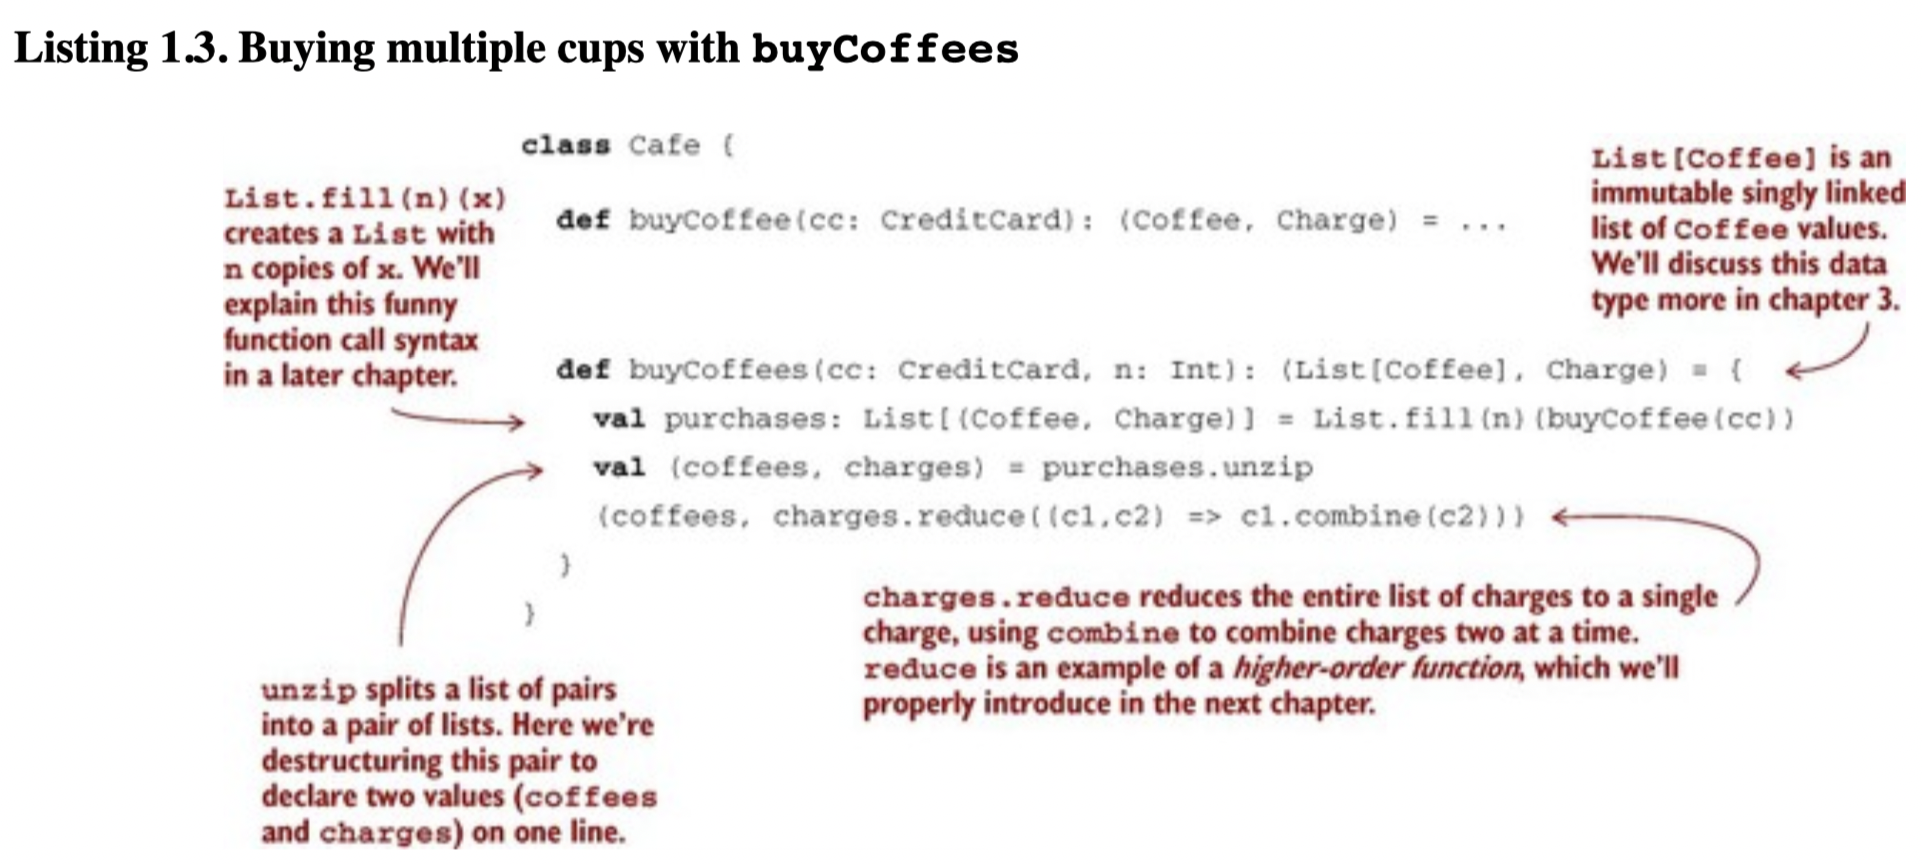 Listing 1.3. Buying multiple cups with buyCoffees
class Cafe {
List.fill(n)(x)
creates a List with
n copies of x. We'll
explain this funny
function call syntax
in a later chapter.
def buyCoffee(cc: CreditCard): (Coffee, Charge) = ...
List[Coffee] is an
immutable singly linked
list of Coffee values.
We'll discuss this data
type more in chapter 3.
def buyCoffees(cc: CreditCard, n: Int): (List[Coffee], Charge) = {
val purchases: List[(Coffee, Charge)] = List.fill(n)(buyCoffee(cc))
val (coffees, charges) = purchases.unzip
(coffees, charges.reduce((c1,c2) => c1.combine(c2)))
}
}
unzip splits a list of pairs
into a pair of lists. Here we're
destructuring this pair to
declare two values (coffees
and charges) on one line.
charges.reduce reduces the entire list of charges to a single
charge, using combine to combine charges two at a time.
reduce is an example of a higher-order function, which we'll
properly introduce in the next chapter.